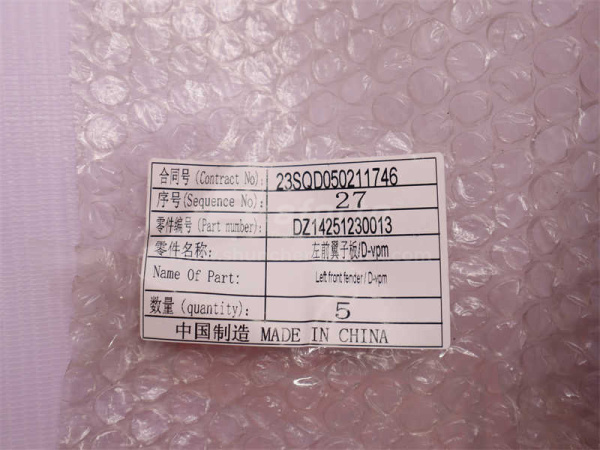 合同号 (Contract No): 23SQD050211746
序号(Sequence No): 27
零件编号 (Part number): DZ14251230013
零件名称: 左前翼子板/D-vpm
Name Of Part: Left front fender / D-vpm
数量 (quantity): 5
中国制造 MADE IN CHINA